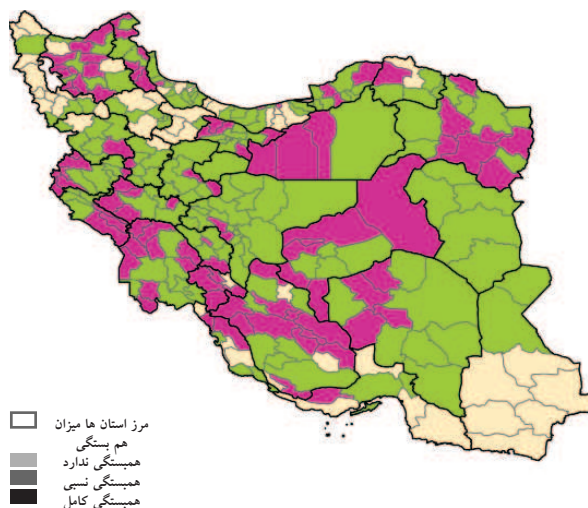 مرز استان ها میزان
هم بستگی
همبستگی ندارد
همبستگی نسبی
همبستگی کامل